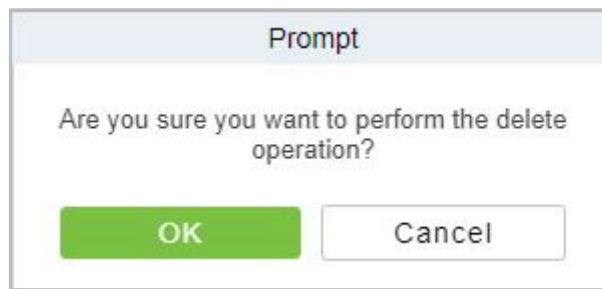 Prompt
Are you sure you want to perform the delete
operation?
OK
Cancel